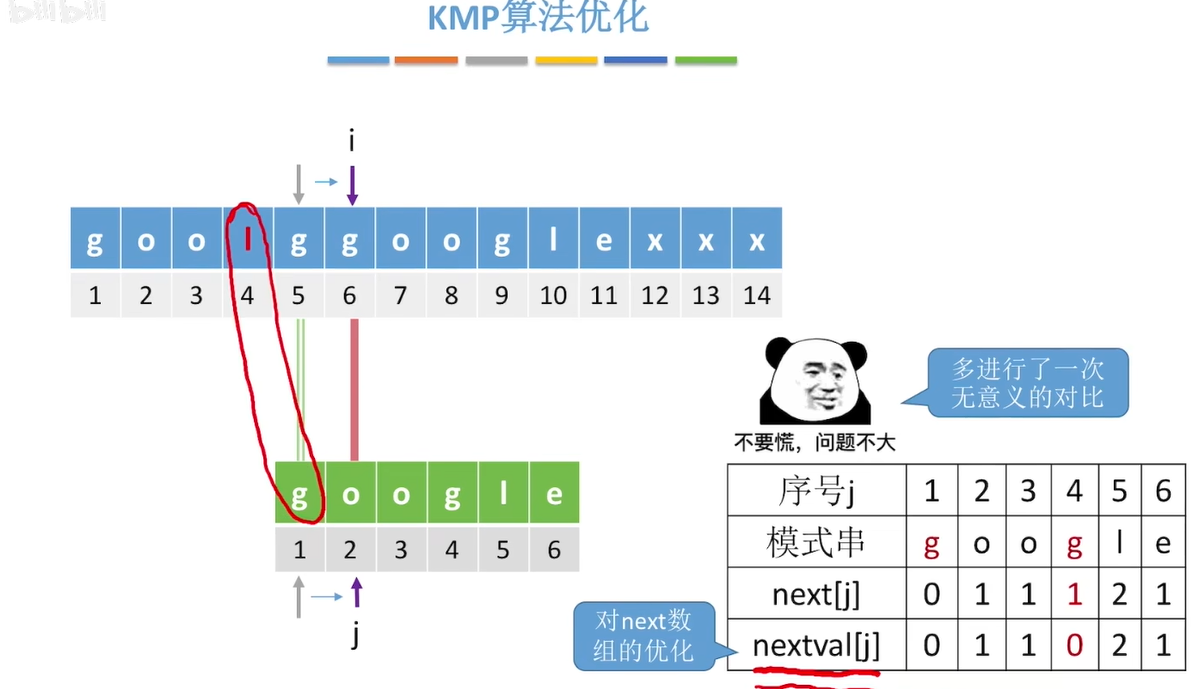 bilibili
KMP算法优化
i
g o o l g g o o g l e x x x
1 2 3 4 5 6 7 8 9 10 11 12 13 14
多进行了一次
无意义的对比
不要慌，问题不大
g o o g l e
1 2 3 4 5 6
j
序号j 1 2 3 4 5 6
模式串 g o o g l e
next[j] 0 1 1 1 2 1
对next数
组的优化
nextval[j] 0 1 1 0 2 1